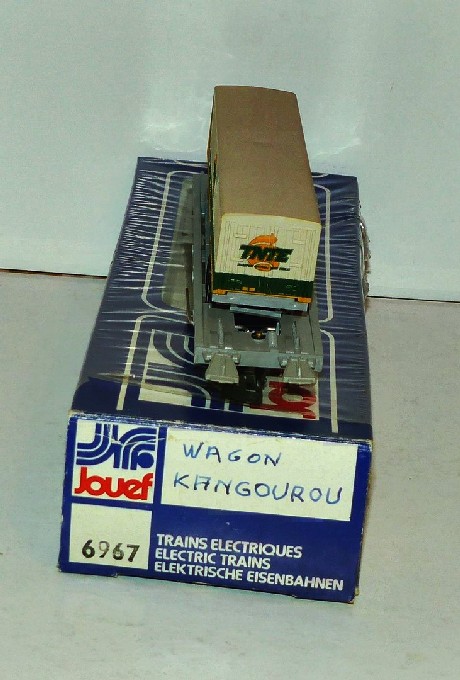 TNTE
WAGON
KANGOUROU
Jouef
6967
TRAINS ELECTRIQUES
ELECTRIC TRAINS
ELEKTRISCHE EISENBAHNEN